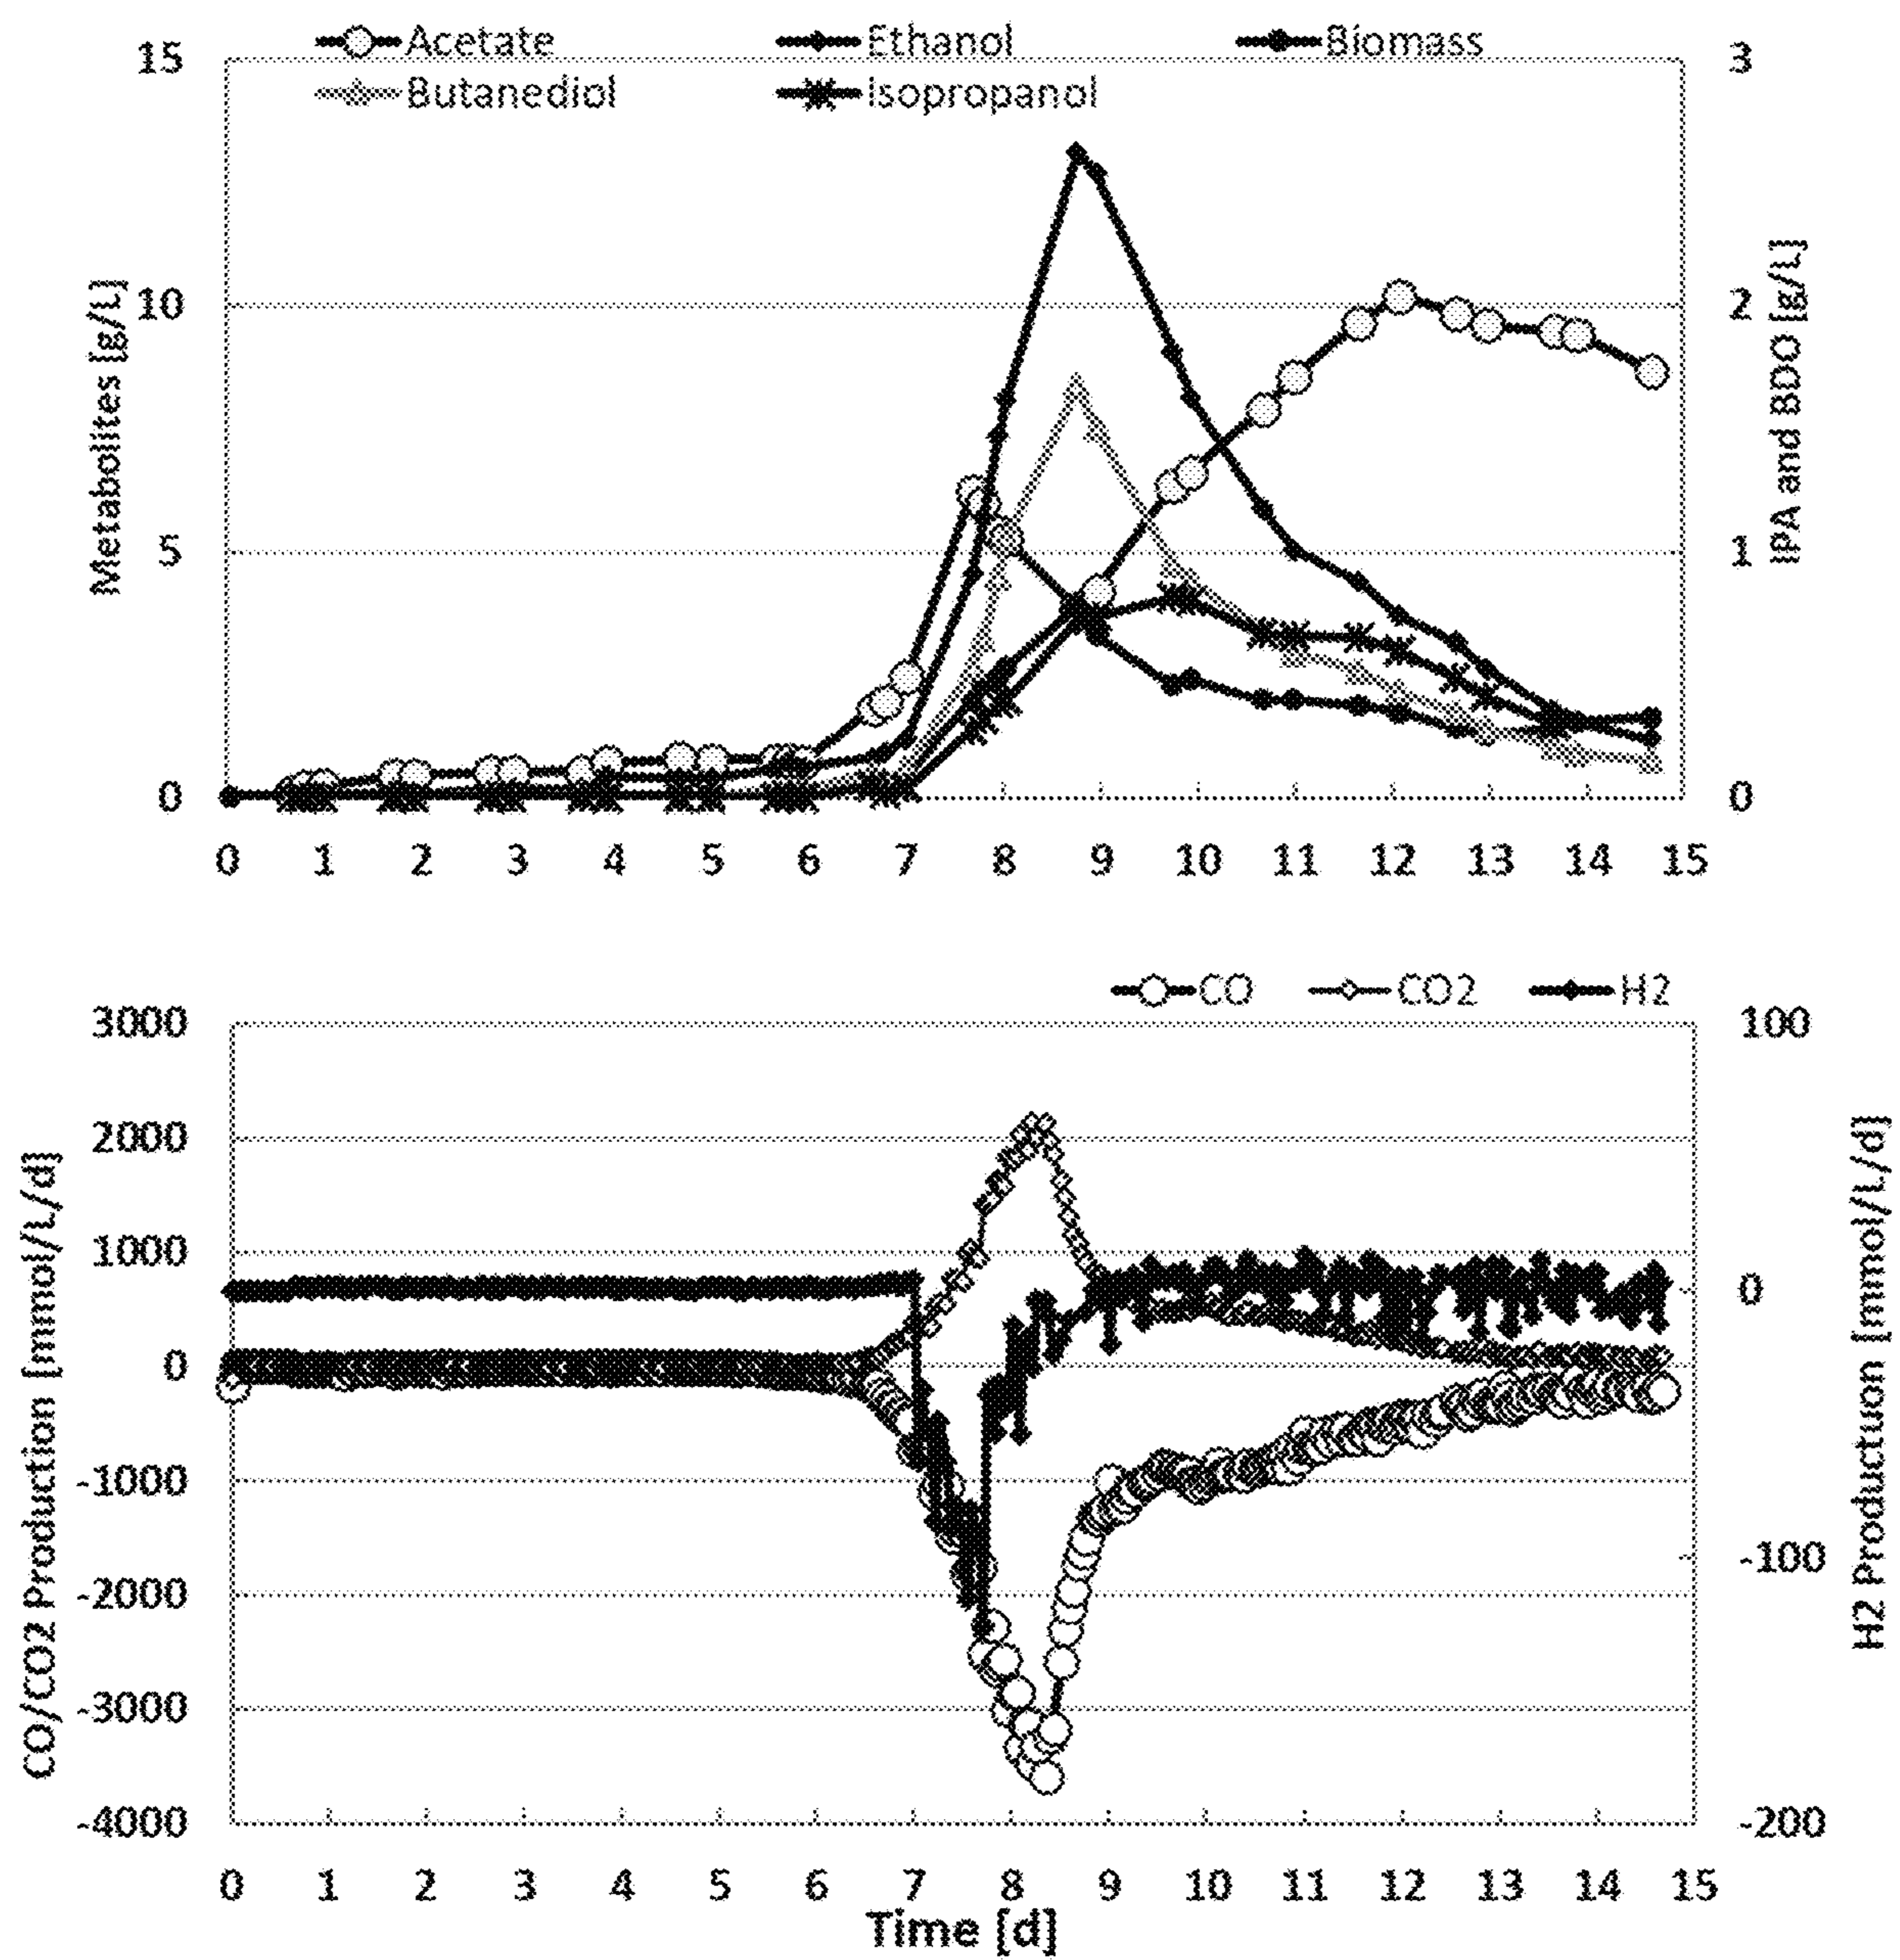 Acetate Ethanol Biomass
Butanediol Isopropanol
15 3
10 2
5 1
0 0
Metabolites [g/L]
IPA and BDO [g/L]
0 1 2 3 4 5 6 7 8 9 10 11 12 13 14 15
CO CO2 H2
3000 100
2000
1000
0
0
-1000
-100
-2000
-3000
-4000 -200
CO/CO2 Production [mmol/L/d]
H2 Production [mmol/L/d]
0 1 2 3 4 5 6 7 8 9 10 11 12 13 14 15
Time [d]